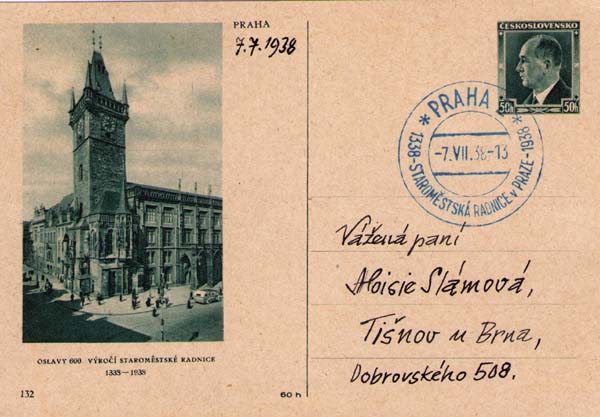 PRAHA
7.7.1938
OSLAVY 600 VÝROČÍ STAROMĚSTSKÉ RADNICE
1338—1938
132
60 h
ČESKOSLOVENSKO
50h 50h
* PRAHA *
1338-STAROMĚSTSKÁ RADNICE V PRAZE-1938
-7.VII.38-13
Vážená paní
Aloisie Slámová,
Tišnov u Brna,
Dobrovského 508.